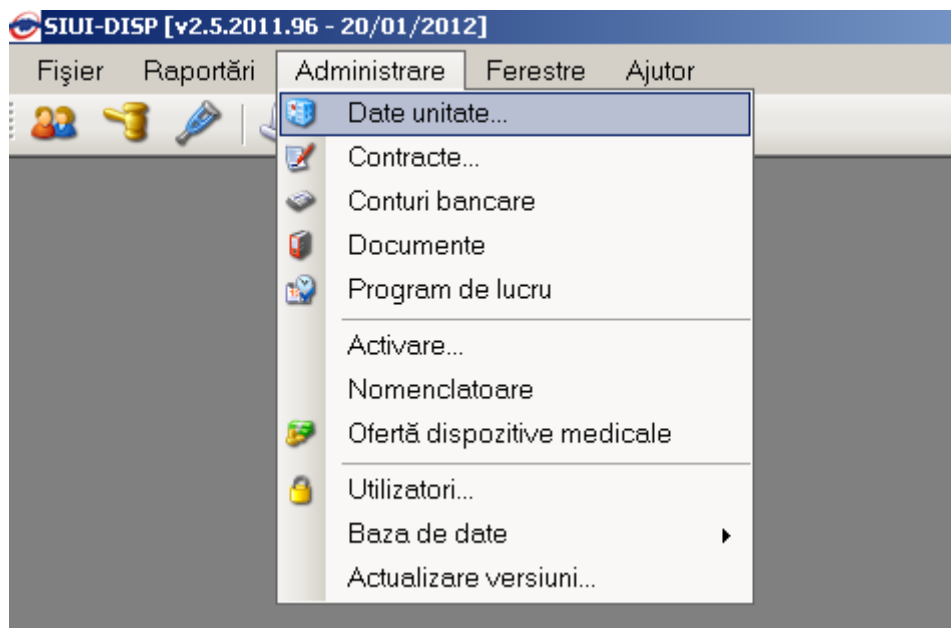 SIUI-DISP [v2.5.2011.96 - 20/01/2012]
Fişier Raportări Administrare Ferestre Ajutor
Date unitate...
Contracte...
Conturi bancare
Documente
Program de lucru
Activare...
Nomenclatoare
Ofertă dispozitive medicale
Utilizatori...
Baza de date
Actualizare versiuni...